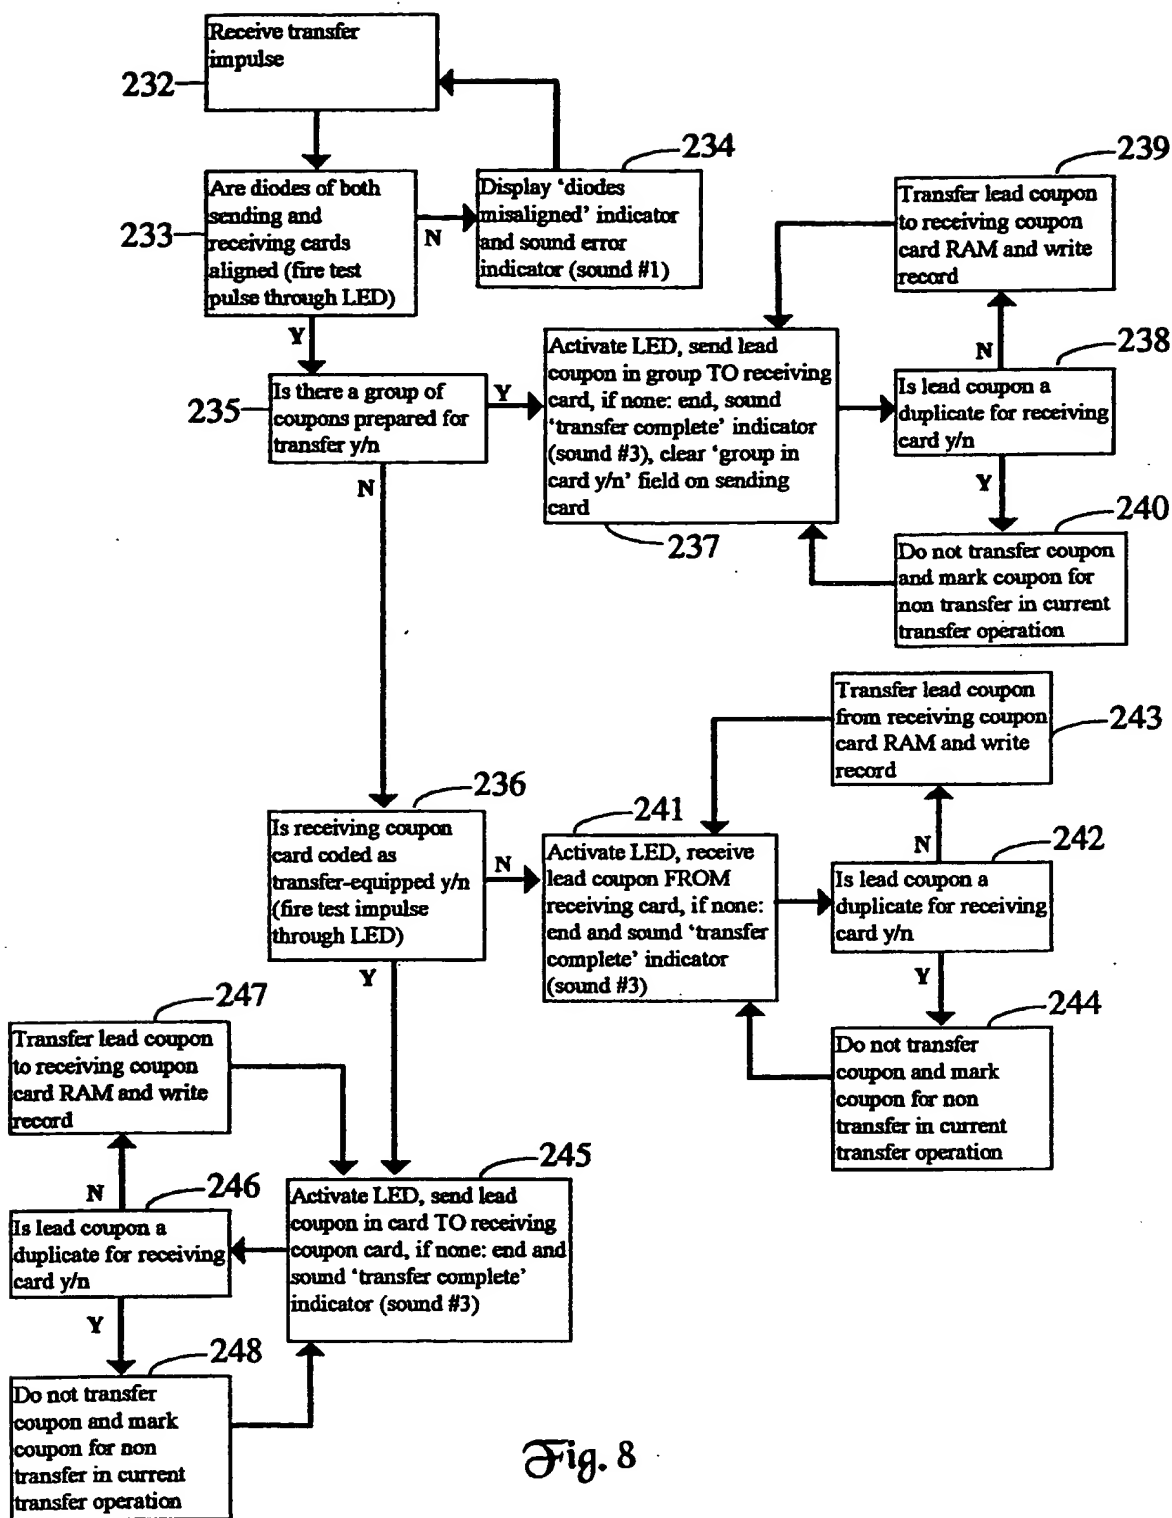 Receive transfer
impulse
232
234
Are diodes of both
sending and
receiving cards
aligned (fire test
pulse through LED)
233
N
Display 'diodes
misaligned' indicator
and sound error
indicator (sound #1)
239
Transfer lead coupon
to receiving coupon
card RAM and write
record
Y
N
238
Is there a group of
coupons prepared for
transfer y/n
235
Y
Activate LED, send lead
coupon in group TO receiving
card, if none: end, sound
'transfer complete' indicator
(sound #3), clear 'group in
card y/n' field on sending
card
237
Is lead coupon a
duplicate for receiving
card y/n
N
Y
240
Do not transfer coupon
and mark coupon for
non transfer in current
transfer operation
Transfer lead coupon
from receiving coupon
card RAM and write
record
243
236
Is receiving coupon
card coded as
transfer-equipped y/n
(fire test impulse
through LED)
N
241
Activate LED, receive
lead coupon FROM
receiving card, if none:
end and sound 'transfer
complete' indicator
(sound #3)
N
242
Is lead coupon a
duplicate for receiving
card y/n
Y
Y
244
Do not transfer
coupon and mark
coupon for non
transfer in current
transfer operation
247
Transfer lead coupon
to receiving coupon
card RAM and write
record
N
246
245
Is lead coupon a
duplicate for receiving
card y/n
Activate LED, send lead
coupon in card TO receiving
coupon card, if none: end and
sound 'transfer complete'
indicator (sound #3)
Y
248
Do not transfer
coupon and mark
coupon for non
transfer in current
transfer operation
Fig. 8